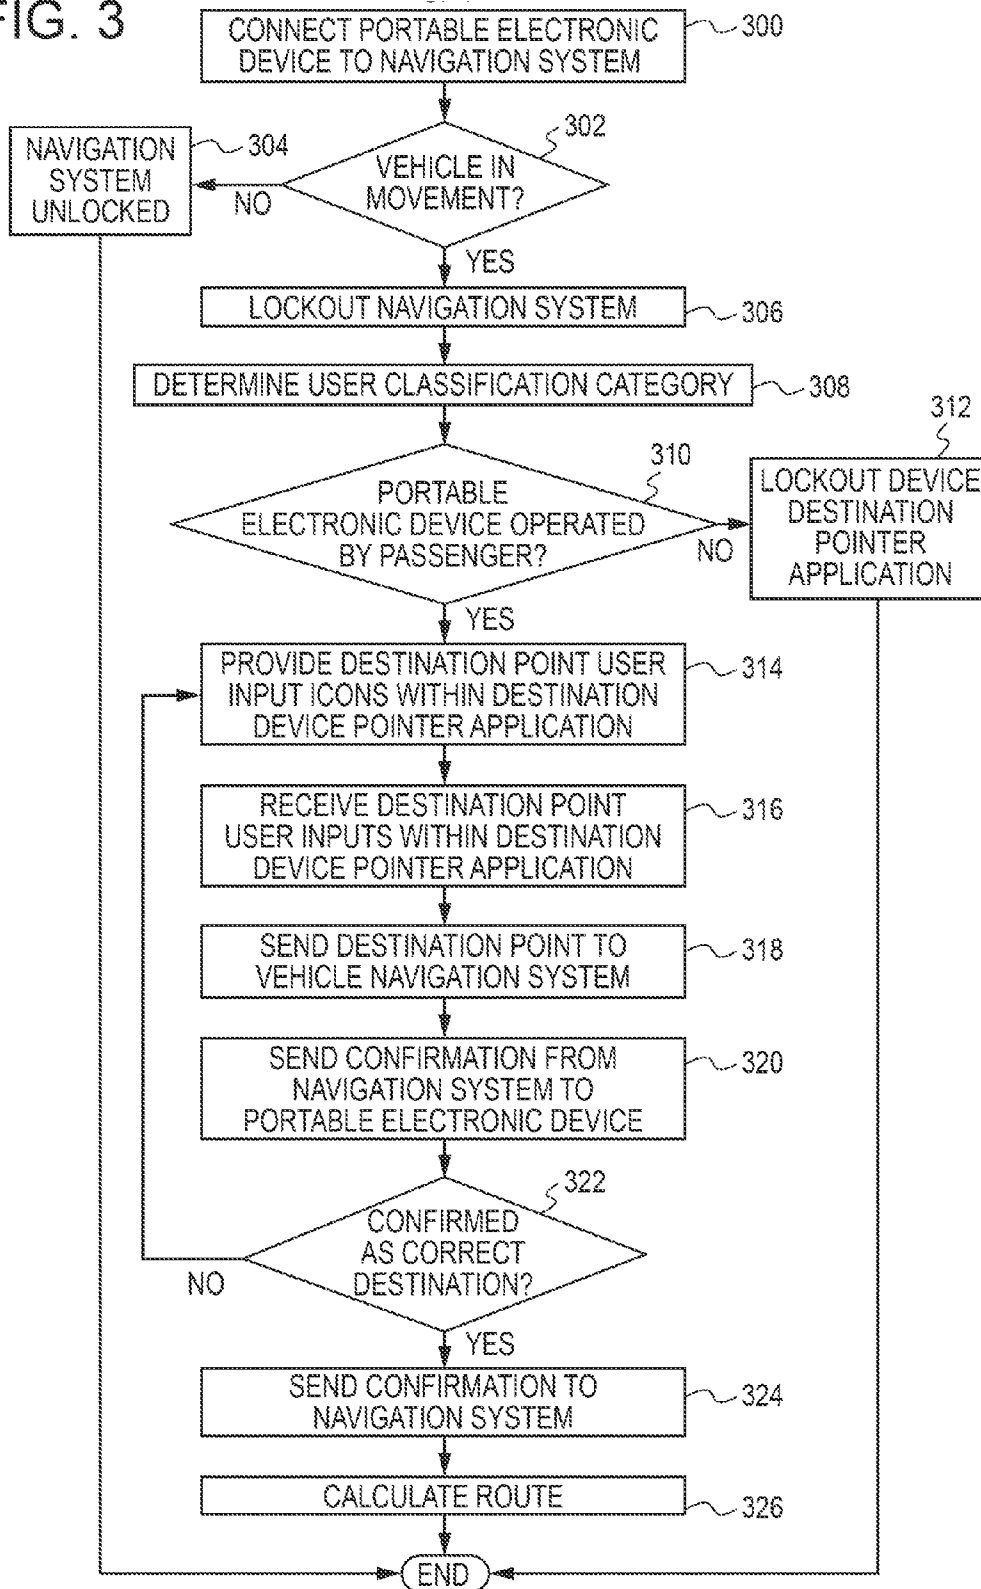 FIG. 3
CONNECT PORTABLE ELECTRONIC
DEVICE TO NAVIGATION SYSTEM
300
302
VEHICLE IN
MOVEMENT?
304
NAVIGATION
SYSTEM
UNLOCKED
NO
YES
LOCKOUT NAVIGATION SYSTEM
306
DETERMINE USER CLASSIFICATION CATEGORY
308
310
PORTABLE
ELECTRONIC DEVICE OPERATED
BY PASSENGER?
NO
312
LOCKOUT DEVICE
DESTINATION
POINTER
APPLICATION
YES
PROVIDE DESTINATION POINT USER
INPUT ICONS WITHIN DESTINATION
DEVICE POINTER APPLICATION
314
RECEIVE DESTINATION POINT
USER INPUTS WITHIN DESTINATION
DEVICE POINTER APPLICATION
316
SEND DESTINATION POINT TO
VEHICLE NAVIGATION SYSTEM
318
SEND CONFIRMATION FROM
NAVIGATION SYSTEM TO
PORTABLE ELECTRONIC DEVICE
320
322
CONFIRMED
AS CORRECT
DESTINATION?
NO
YES
SEND CONFIRMATION TO
NAVIGATION SYSTEM
324
CALCULATE ROUTE
326
END